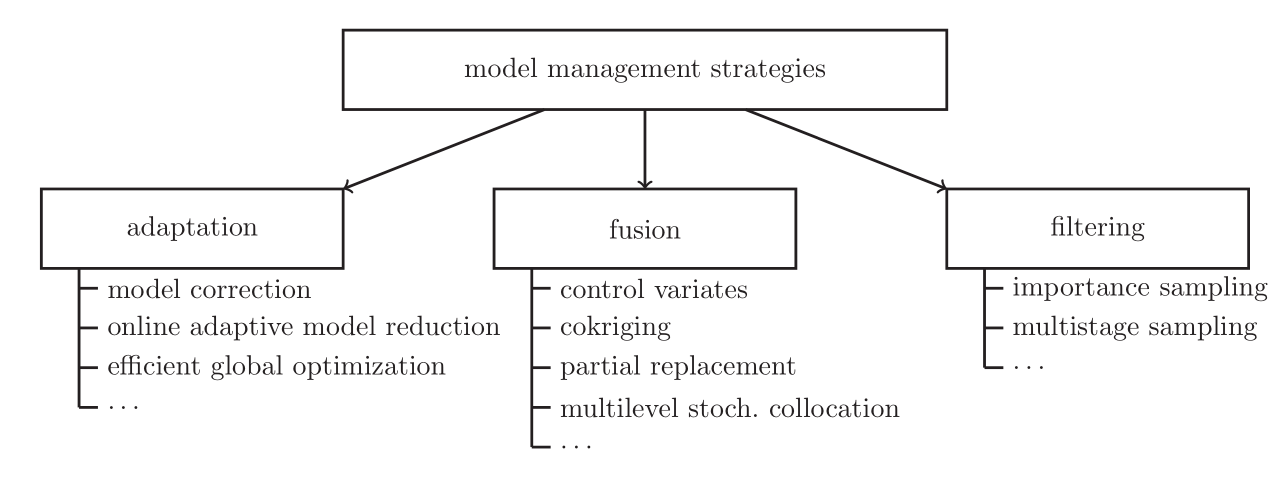 model management strategies
adaptation
model correction
online adaptive model reduction
efficient global optimization
...
fusion
control variates
cokriging
partial replacement
multilevel stoch. collocation
...
filtering
importance sampling
multistage sampling
...